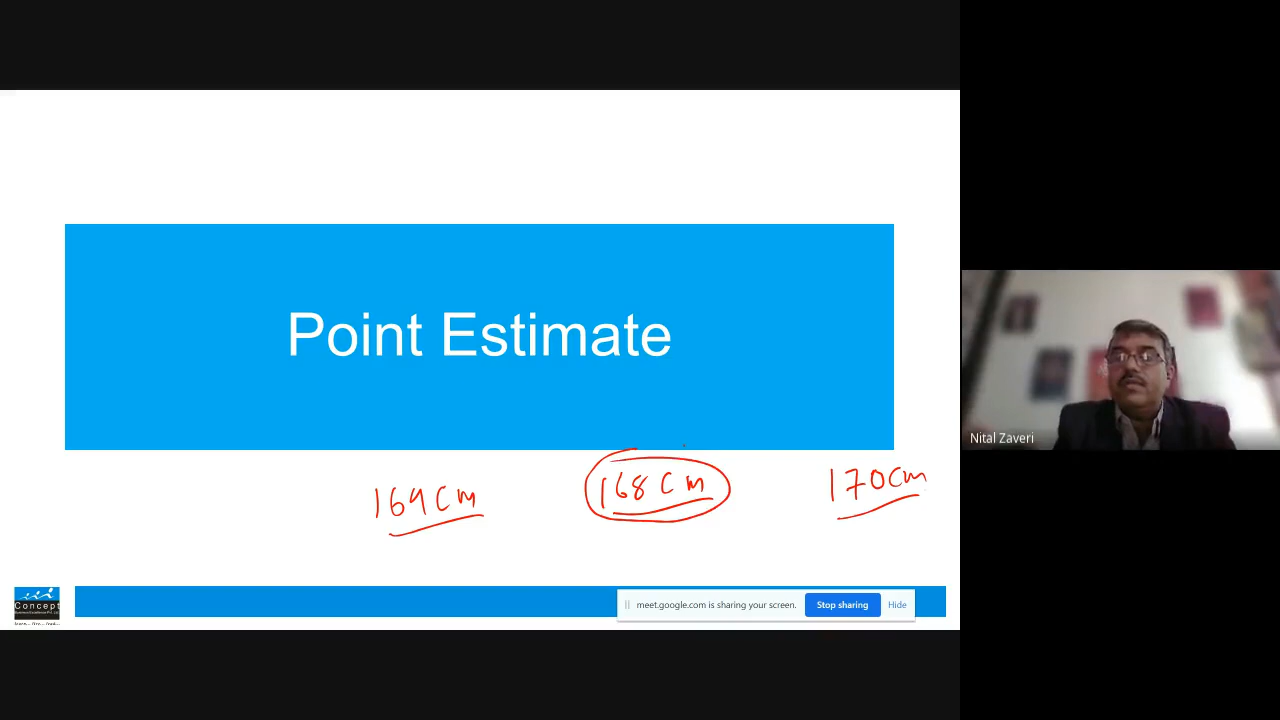 Point Estimate
169 Cm
168 Cm
170 Cm
Nital Zaveri
Concept
meet.google.com is sharing your screen.
Stop sharing
Hide